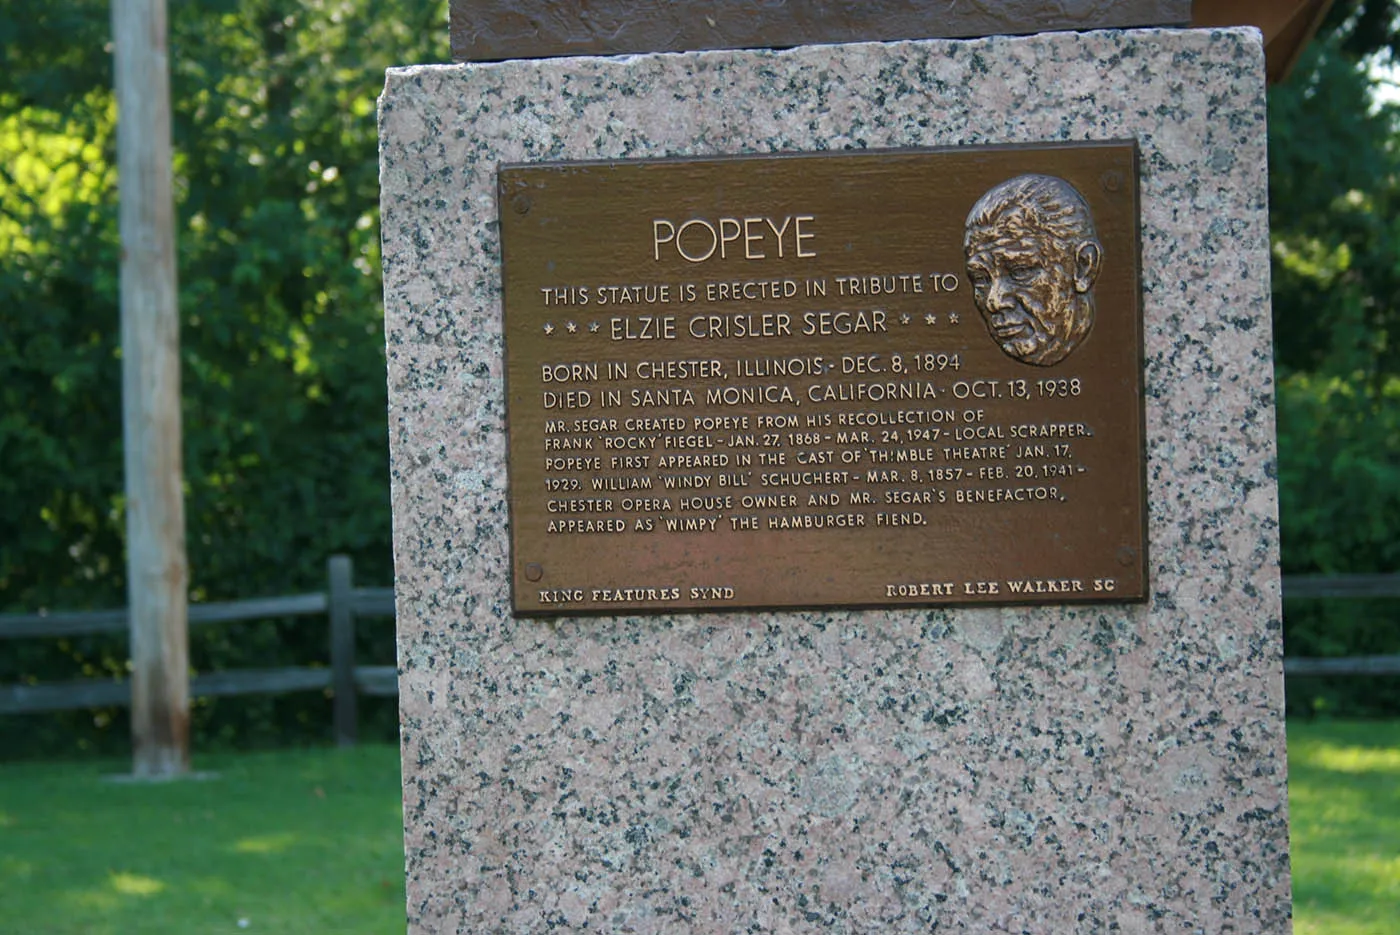 POPEYE
THIS STATUE IS ERECTED IN TRIBUTE TO
* * * ELZIE CRISLER SEGAR * * *
BORN IN CHESTER, ILLINOIS - DEC. 8, 1894
DIED IN SANTA MONICA, CALIFORNIA - OCT. 13, 1938
MR. SEGAR CREATED POPEYE FROM HIS RECOLLECTION OF
FRANK 'ROCKY' FIEGEL - JAN. 27, 1868 - MAR. 24, 1947 - LOCAL SCRAPPER.
POPEYE FIRST APPEARED IN THE CAST OF 'THIMBLE THEATRE' JAN. 17,
1929. WILLIAM 'WINDY BILL' SCHUCHERT - MAR. 8, 1857 - FEB. 20, 1941 -
CHESTER OPERA HOUSE OWNER AND MR. SEGAR'S BENEFACTOR,
APPEARED AS 'WIMPY' THE HAMBURGER FIEND.
KING FEATURES SYND
ROBERT LEE WALKER SC